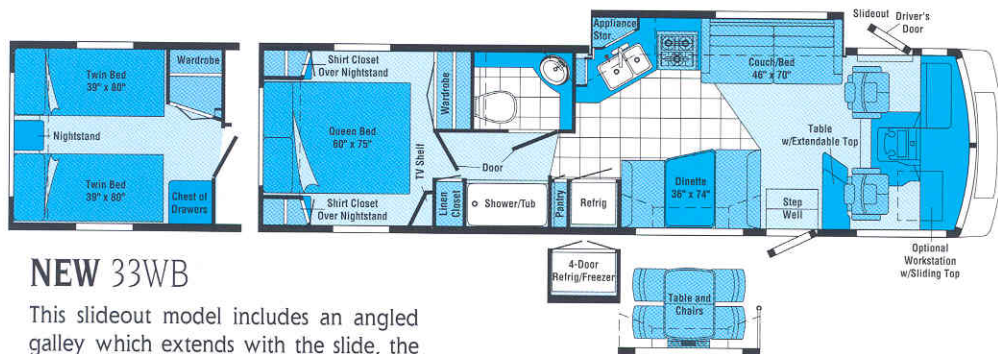 Twin Bed
39" x 80"
Wardrobe
Nightstand
Twin Bed
39" x 80"
Chest of
Drawers
Shirt Closet
Over Nightstand
Queen Bed
60" x 75"
Wardrobe
TV Shelf
Shirt Closet
Over Nightstand
Linen
Closet
Door
Shower/Tub
Pantry
Refrig
Appliance
Stor.
Couch/Bed
46" x 70"
Slideout
Driver's
Door
Table
w/Extendable Top
Dinette
36" x 74"
Step
Well
Optional
Workstation
w/Sliding Top
4-Door
Refrig/Freezer
Table and
Chairs
NEW 33WB
This slideout model includes an angled
galley which extends with the slide, the